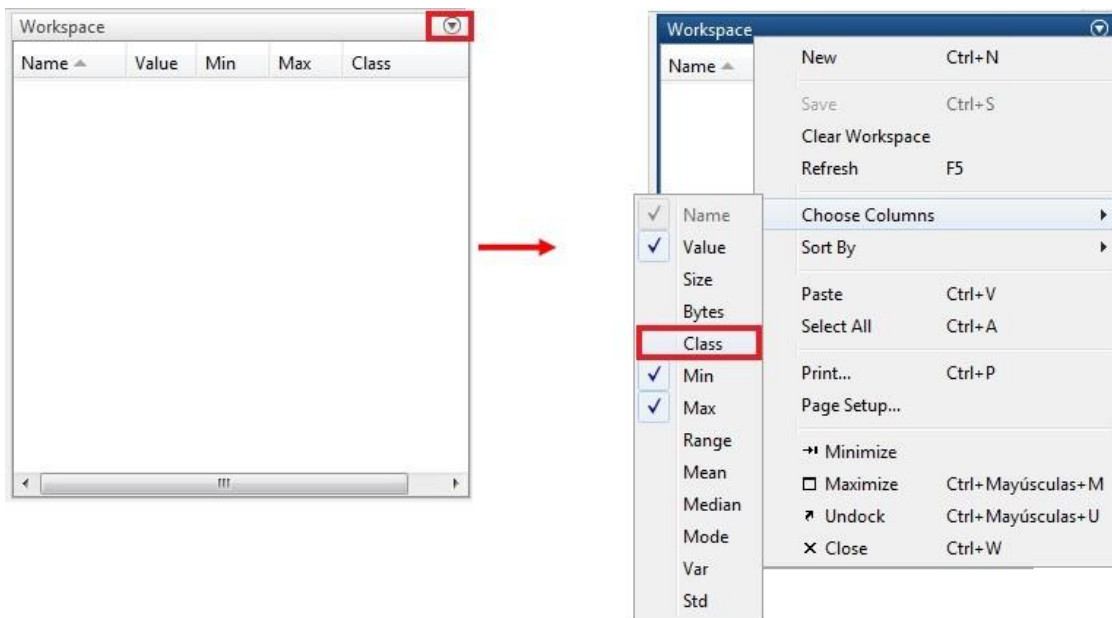 Workspace
Name Value Min Max Class
Workspace
Name
New Ctrl+N
Save Ctrl+S
Clear Workspace
Refresh F5
Choose Columns
Sort By
Paste Ctrl+V
Select All Ctrl+A
Print... Ctrl+P
Page Setup...
Minimize
Maximize Ctrl+Mayúsculas+M
Undock Ctrl+Mayúsculas+U
Close Ctrl+W
Name
Value
Size
Bytes
Class
Min
Max
Range
Mean
Median
Mode
Var
Std